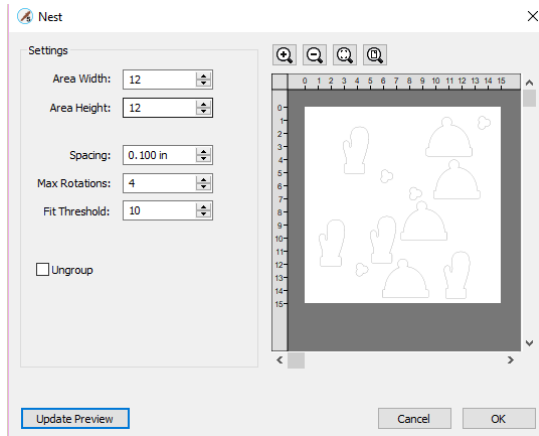 Nest
Settings
Area Width: 12
Area Height: 12
Spacing: 0.100 in
Max Rotations: 4
Fit Threshold: 10
Ungroup
0 1 2 3 4 5 6 7 8 9 10 11 12 13 14 15
0
1
2
3
4
5
6
7
8
9
10
11
12
13
14
15
Update Preview
Cancel
OK